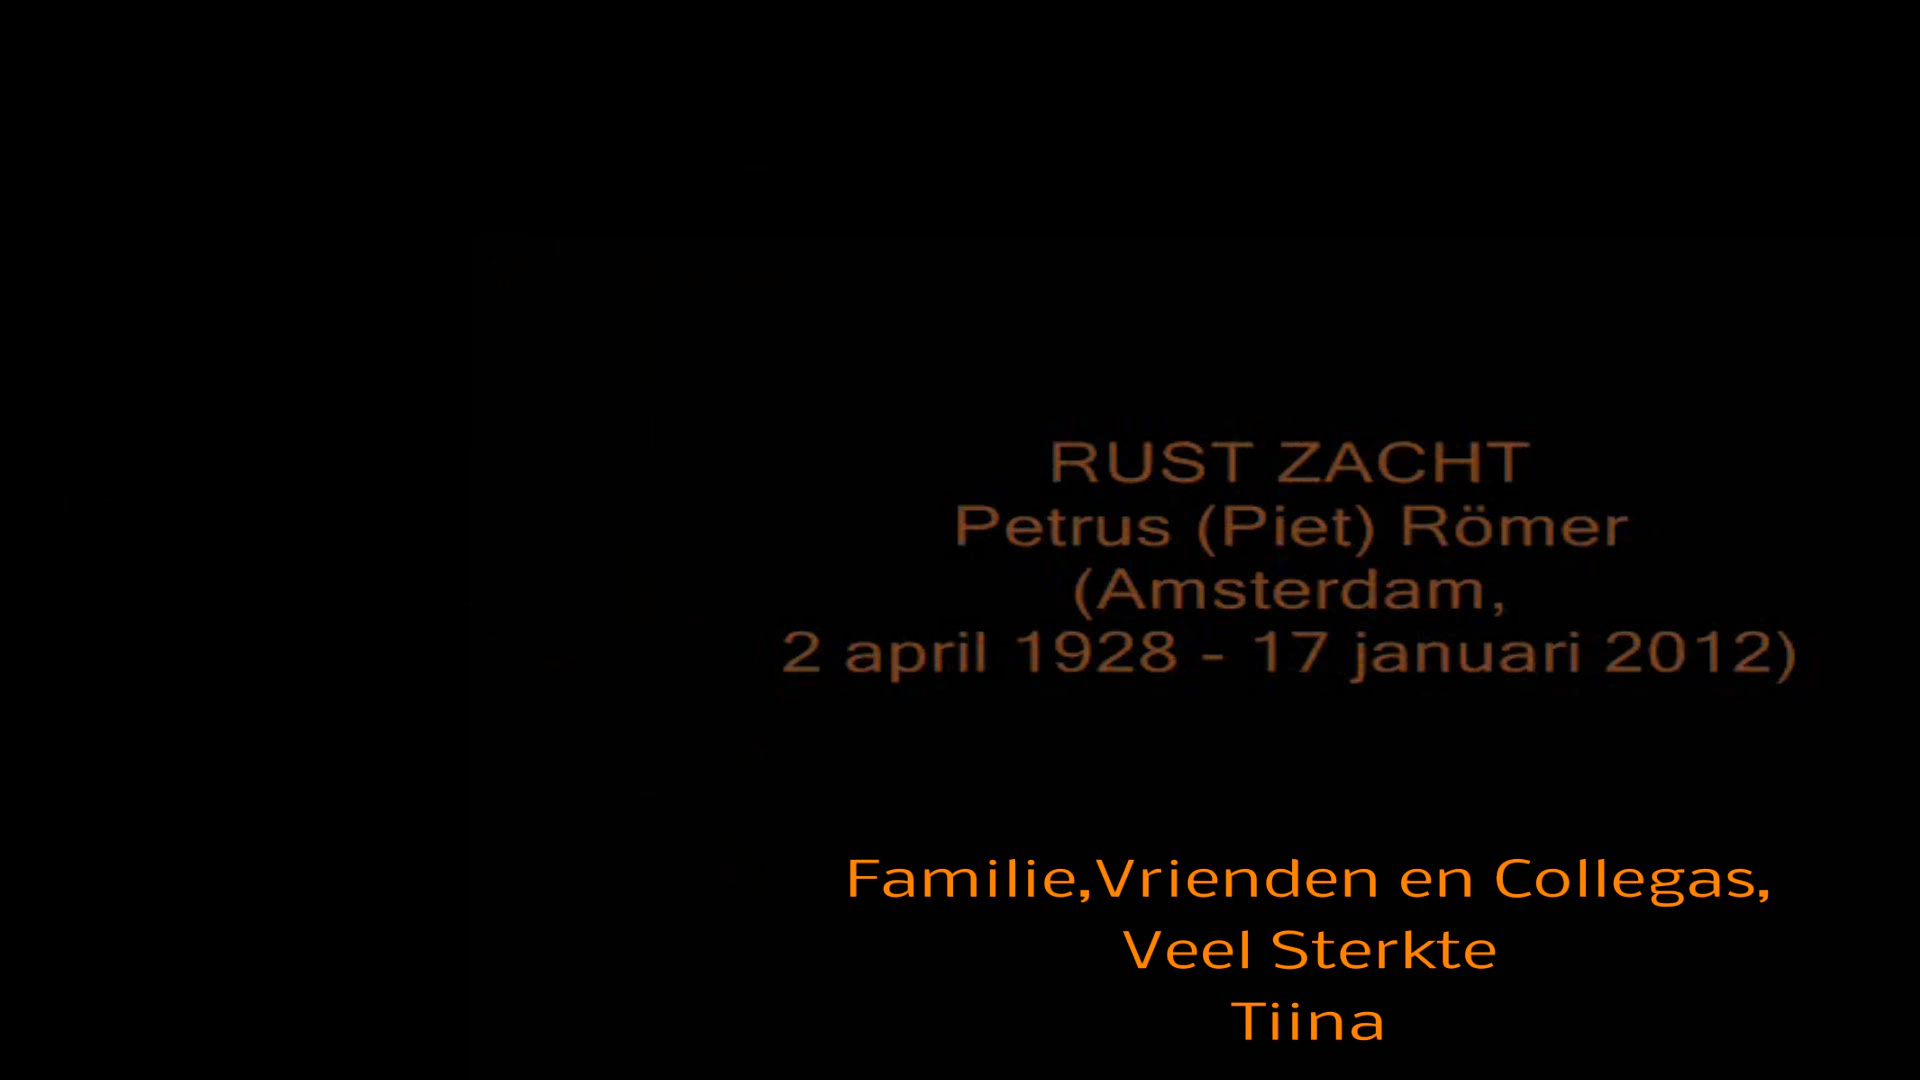 RUST ZACHT
Petrus (Piet) Römer
(Amsterdam,
2 april 1928 - 17 januari 2012)
Familie,Vrienden en Collegas,
Veel Sterkte
Tiina